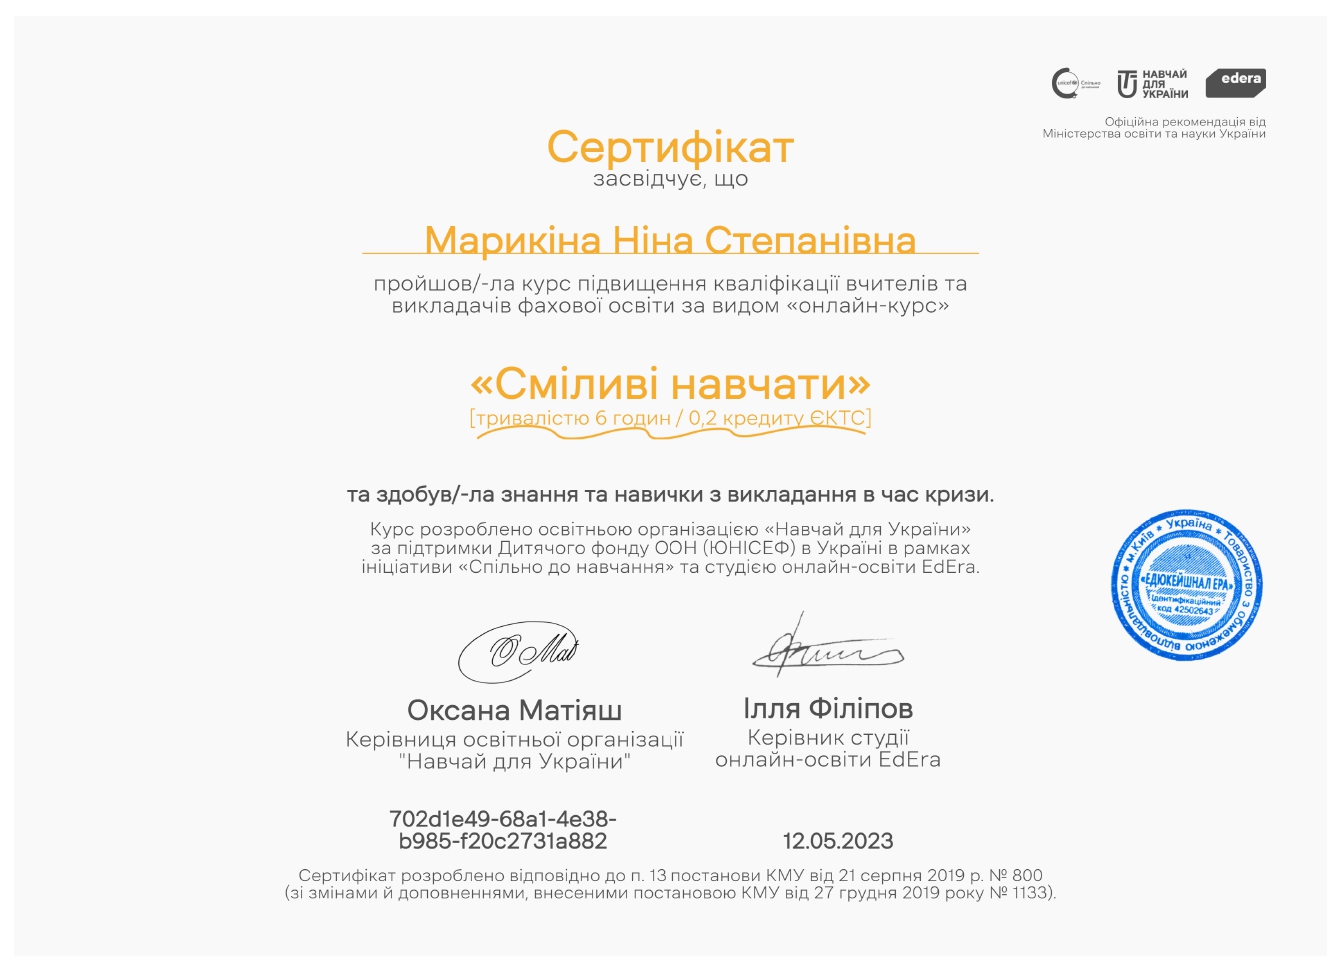 unicef Спільно
до навчання
НАВЧАЙ
ДЛЯ
УКРАЇНИ
edera
Офіційна рекомендація від
Міністерства освіти та науки України
Сертифікат
засвідчує, що
Марикіна Ніна Степанівна
пройшов/-ла курс підвищення кваліфікації вчителів та
викладачів фахової освіти за видом «онлайн-курс»
«Сміливі навчати»
[тривалістю 6 годин / 0,2 кредиту ЄКТС]
та здобув/-ла знання та навички з викладання в час кризи.
Курс розроблено освітньою організацією «Навчай для України»
за підтримки Дитячого фонду ООН (ЮНІСЕФ) в Україні в рамках
ініціативи «Спільно до навчання» та студією онлайн-освіти EdEra.
Україна * Товариство з обмеженою відповідальністю * м. Київ *
«ЕДЮКЕЙШНАЛ ЕРА»
Ідентифікаційний
код 42502643
О Мат
Оксана Матіяш
Керівниця освітньої організації
"Навчай для України"
Ілля Філіпов
Керівник студії
онлайн-освіти EdEra
702d1e49-68a1-4e38-
b985-f20c2731a882
12.05.2023
Сертифікат розроблено відповідно до п. 13 постанови КМУ від 21 серпня 2019 р. № 800
(зі змінами й доповненнями, внесеними постановою КМУ від 27 грудня 2019 року № 1133).